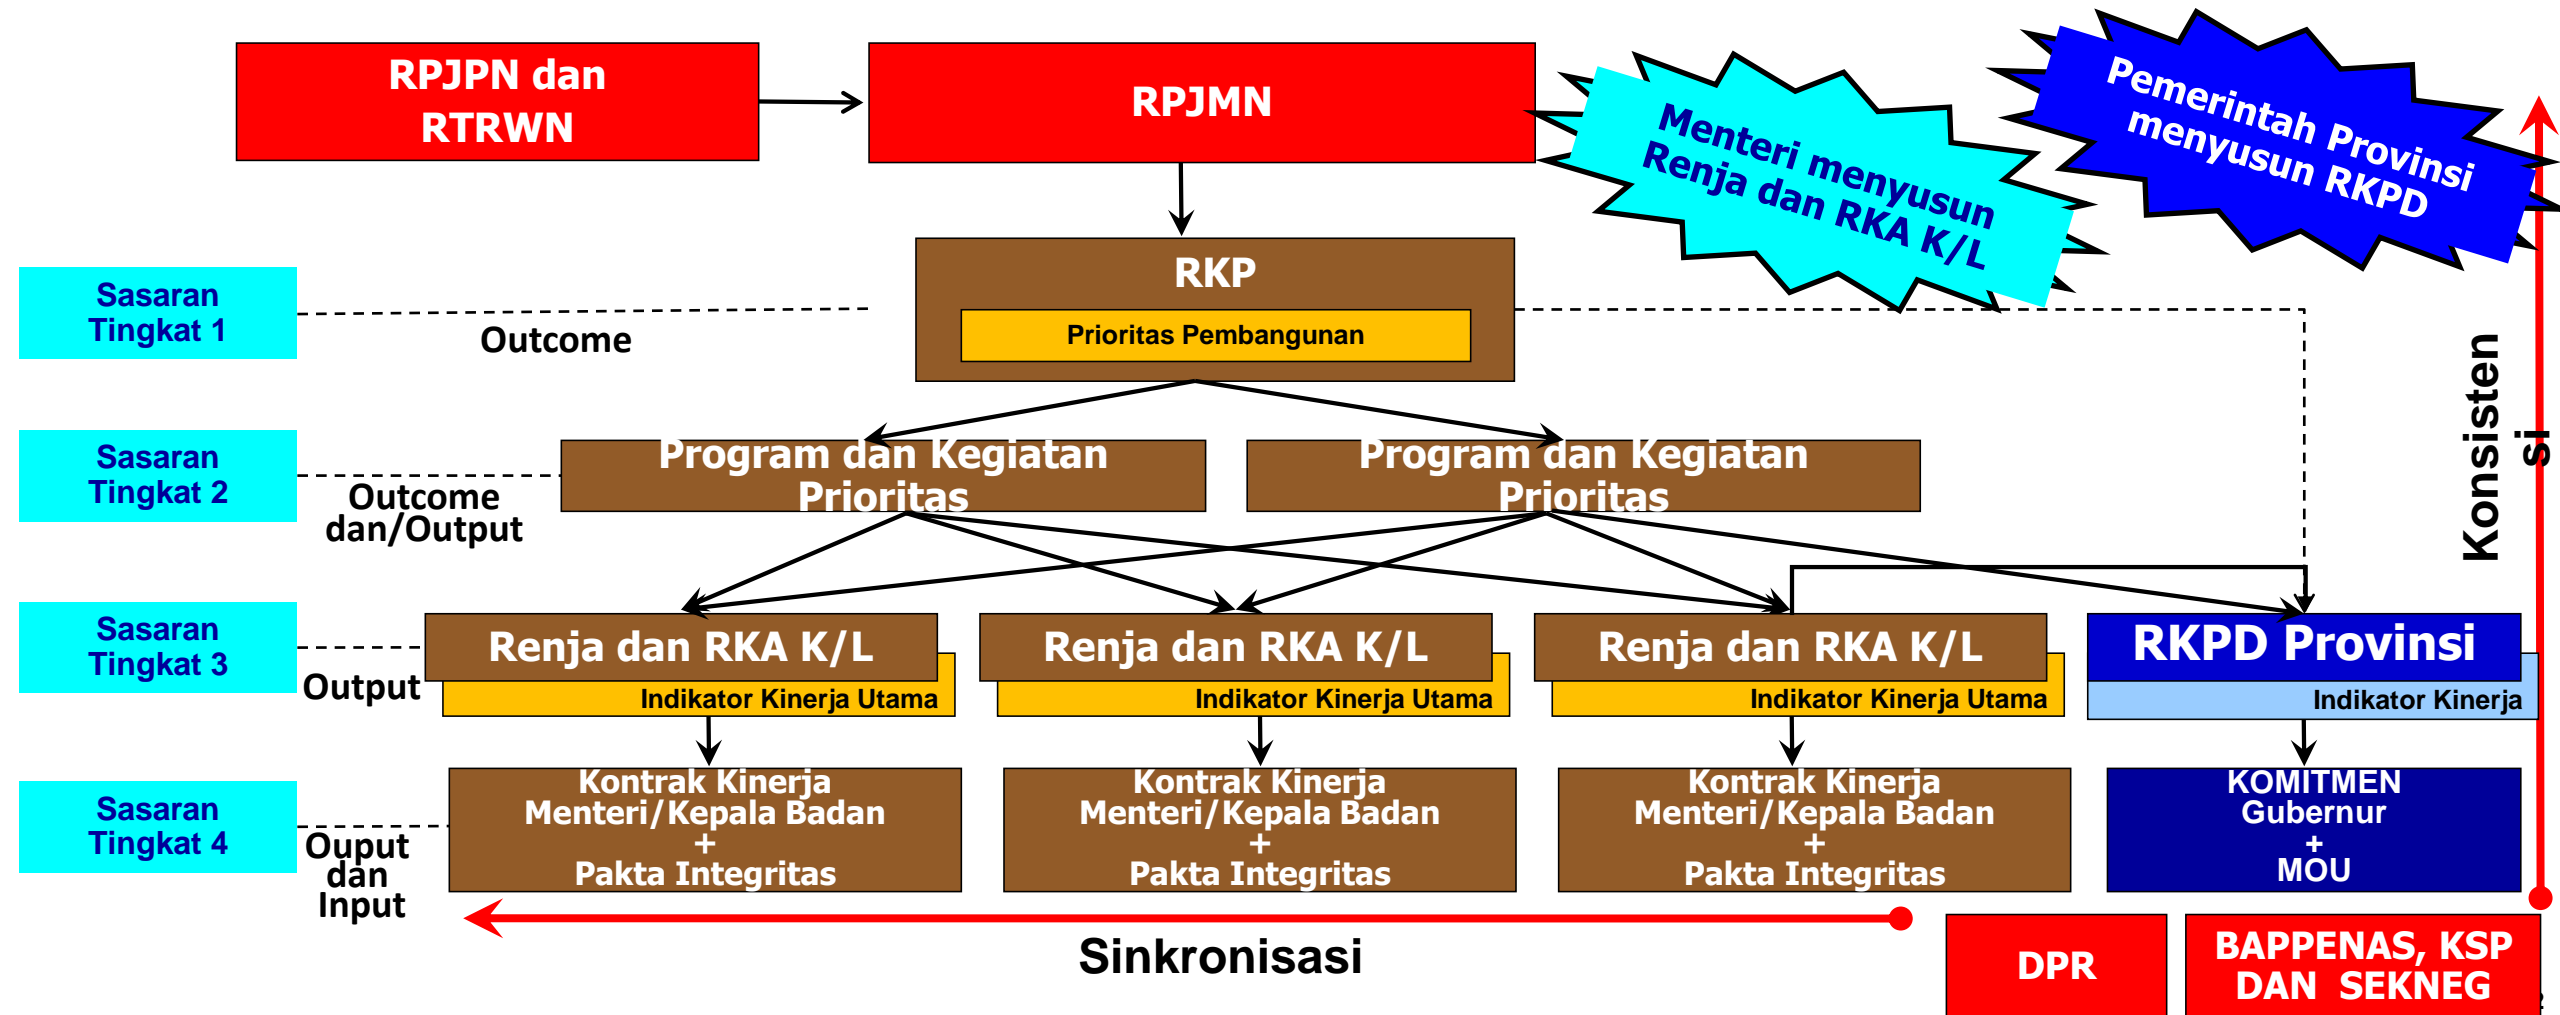 RPJPN dan
RTRWN
RPJMN
Menteri menyusun
Renja dan RKA K/L
Pemerintah Provinsi
menyusun RKPD
Sasaran
Tingkat 1
Outcome
RKP
Prioritas Pembangunan
Konsisten
si
Sasaran
Tingkat 2
Outcome
dan/Output
Program dan Kegiatan
Prioritas
Program dan Kegiatan
Prioritas
Sasaran
Tingkat 3
Output
Renja dan RKA K/L
Indikator Kinerja Utama
Renja dan RKA K/L
Indikator Kinerja Utama
Renja dan RKA K/L
Indikator Kinerja Utama
RKPD Provinsi
Indikator Kinerja
Sasaran
Tingkat 4
Ouput
dan
Input
Kontrak Kinerja
Menteri/Kepala Badan
+
Pakta Integritas
Kontrak Kinerja
Menteri/Kepala Badan
+
Pakta Integritas
Kontrak Kinerja
Menteri/Kepala Badan
+
Pakta Integritas
KOMITMEN
Gubernur
+
MOU
Sinkronisasi
DPR
BAPPENAS, KSP
DAN SEKNEG